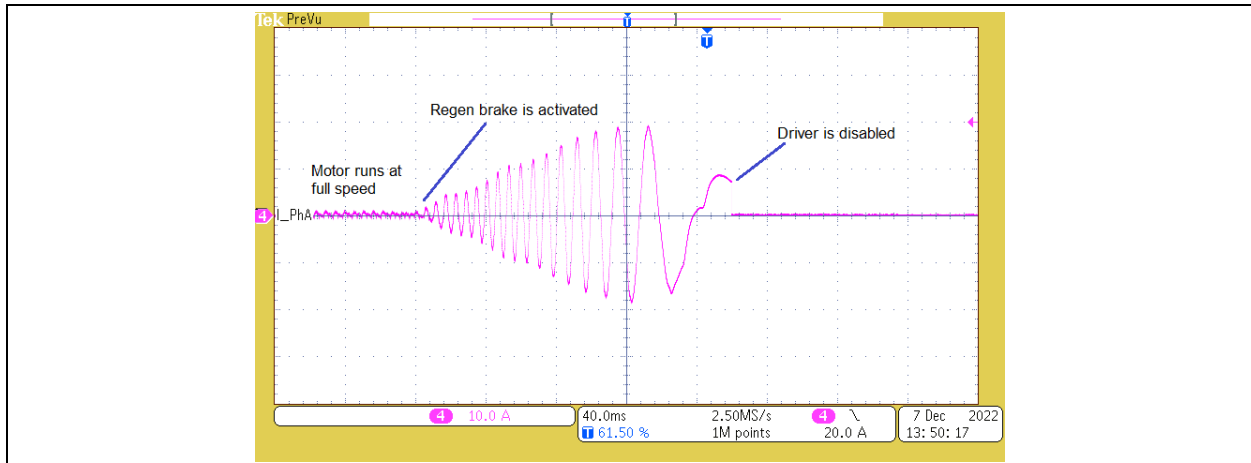 Tek PreVu
T
T
Regen brake is activated
Driver is disabled
Motor runs at
full speed
4
I_PhA
4 10.0 A
40.0ms 2.50MS/s 4 \ 7 Dec 2022
T 61.50 % 1M points 20.0 A 13:50:17